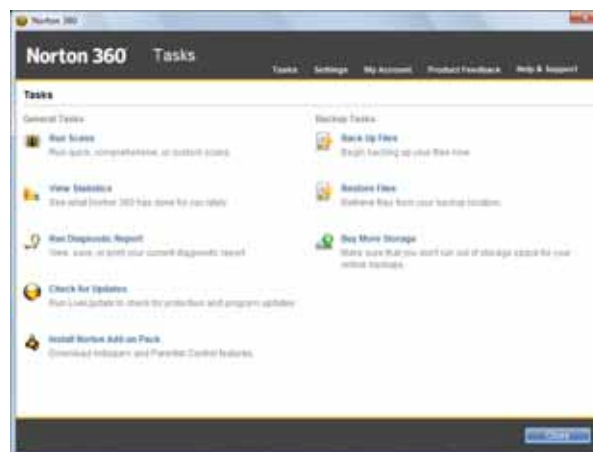 Norton 360
Norton 360 Tasks
Tasks Settings My Account Product Feedback Help & Support
Tasks
General Tasks
Run Scans
Run quick, comprehensive, or custom scans.
View Statistics
See what Norton 360 has done for you lately
Run Diagnostic Report
View, save, or print your current diagnostic report
Check for Updates
Run LiveUpdate to check for protection and program updates
Install Norton Add-on Pack
Download Antispam and Parental Control features.
Backup Tasks
Back Up Files
Begin backing up your files now.
Restore Files
Retrieve files from your backup location.
Buy More Storage
Make sure that you don't run out of storage space for your
online backups.
Close